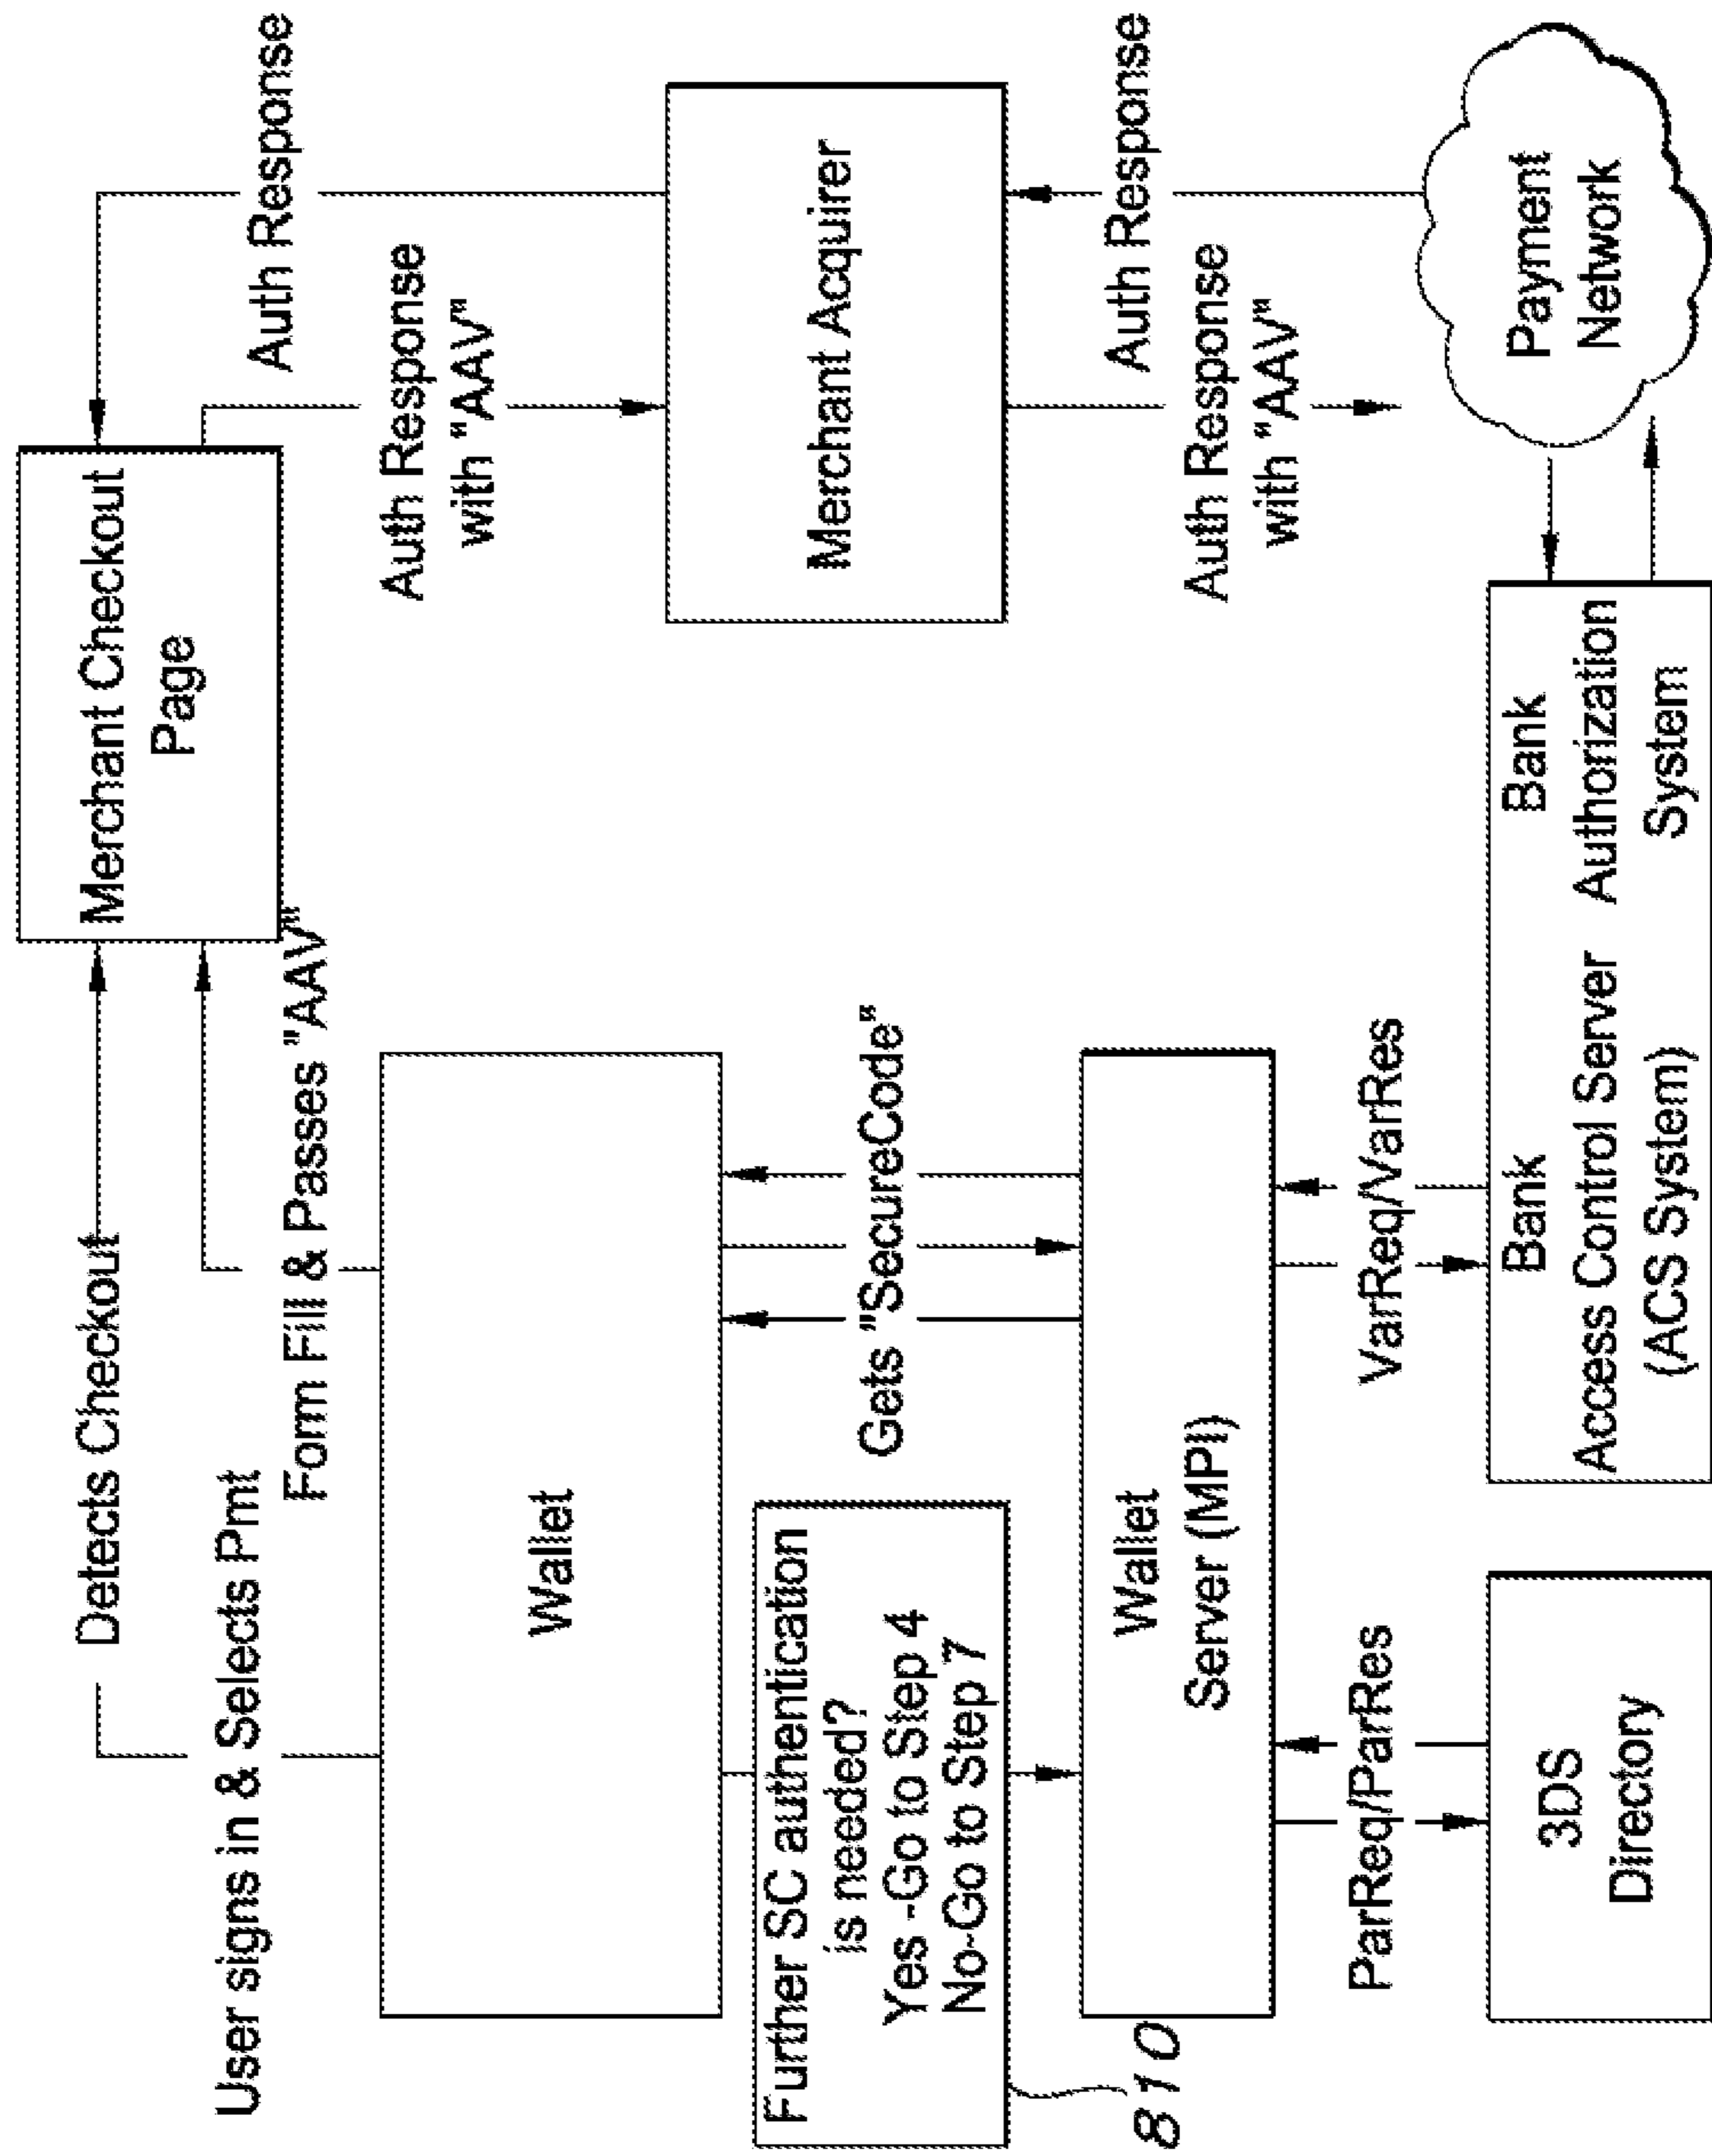 Detects Checkout
User signs in & Selects Pmt
Form Fill & Passes "AAV"
Merchant Checkout
Page
Auth Response
Auth Response
with "AAV"
Wallet
Merchant Acquirer
Further SC authentication
is needed?
Yes -Go to Step 4
No-Go to Step 7
810
Gets "SecureCode"
Wallet
Server (MPI)
Auth Response
Auth Response
with "AAV"
ParReq/ParRes
VarReq/VarRes
3DS
Directory
Bank
Access Control Server
(ACS System)
Bank
Authorization
System
Payment
Network